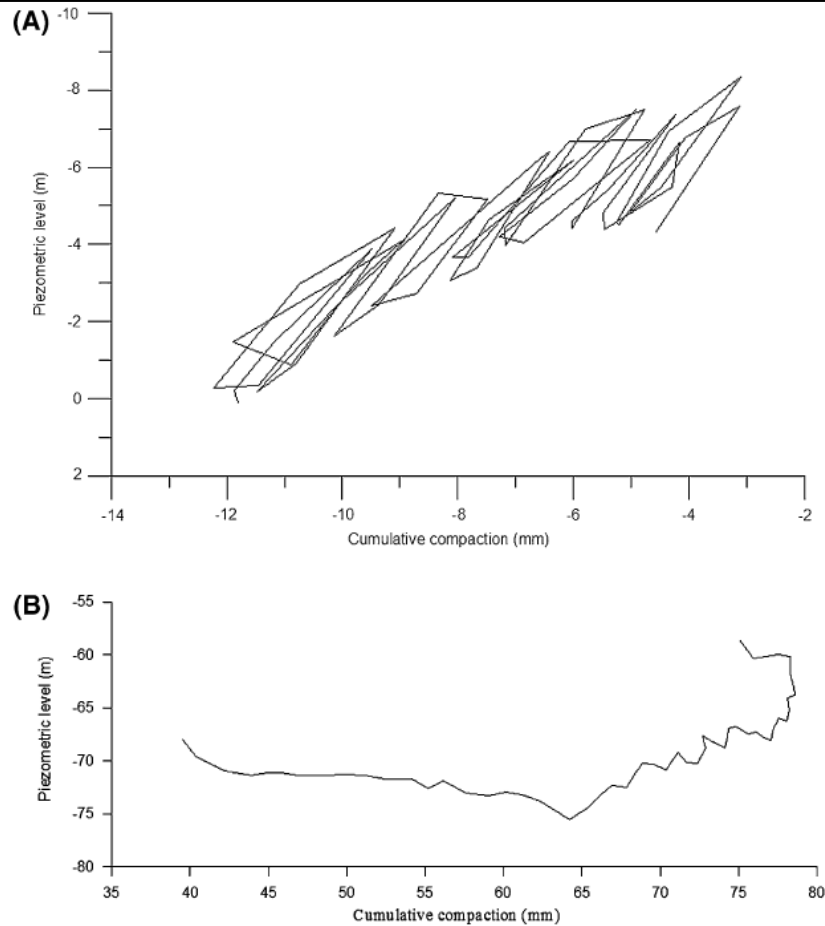 (A)
-10
-8
-6
-4
-2
0
2
Piezometric level (m)
-14 -12 -10 -8 -6 -4 -2
Cumulative compaction (mm)
(B)
-55
-60
-65
-70
-75
-80
Piezometric level (m)
35 40 45 50 55 60 65 70 75 80
Cumulative compaction (mm)